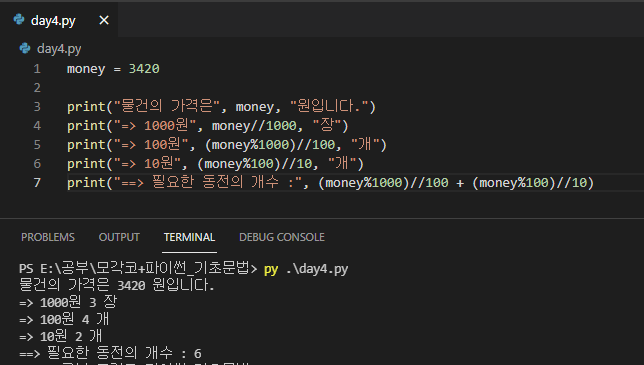 day4.py
day4.py
1 money = 3420
2
3 print("물건의 가격은", money, "원입니다.")
4 print("=> 1000원", money//1000, "장")
5 print("=> 100원", (money%1000)//100, "개")
6 print("=> 10원", (money%100)//10, "개")
7 print("==> 필요한 동전의 개수 :", (money%1000)//100 + (money%100)//10)
PROBLEMS OUTPUT TERMINAL DEBUG CONSOLE
PS E:\공부\모각코+파이썬_기초문법> py .\day4.py
물건의 가격은 3420 원입니다.
=> 1000원 3 장
=> 100원 4 개
=> 10원 2 개
==> 필요한 동전의 개수 : 6